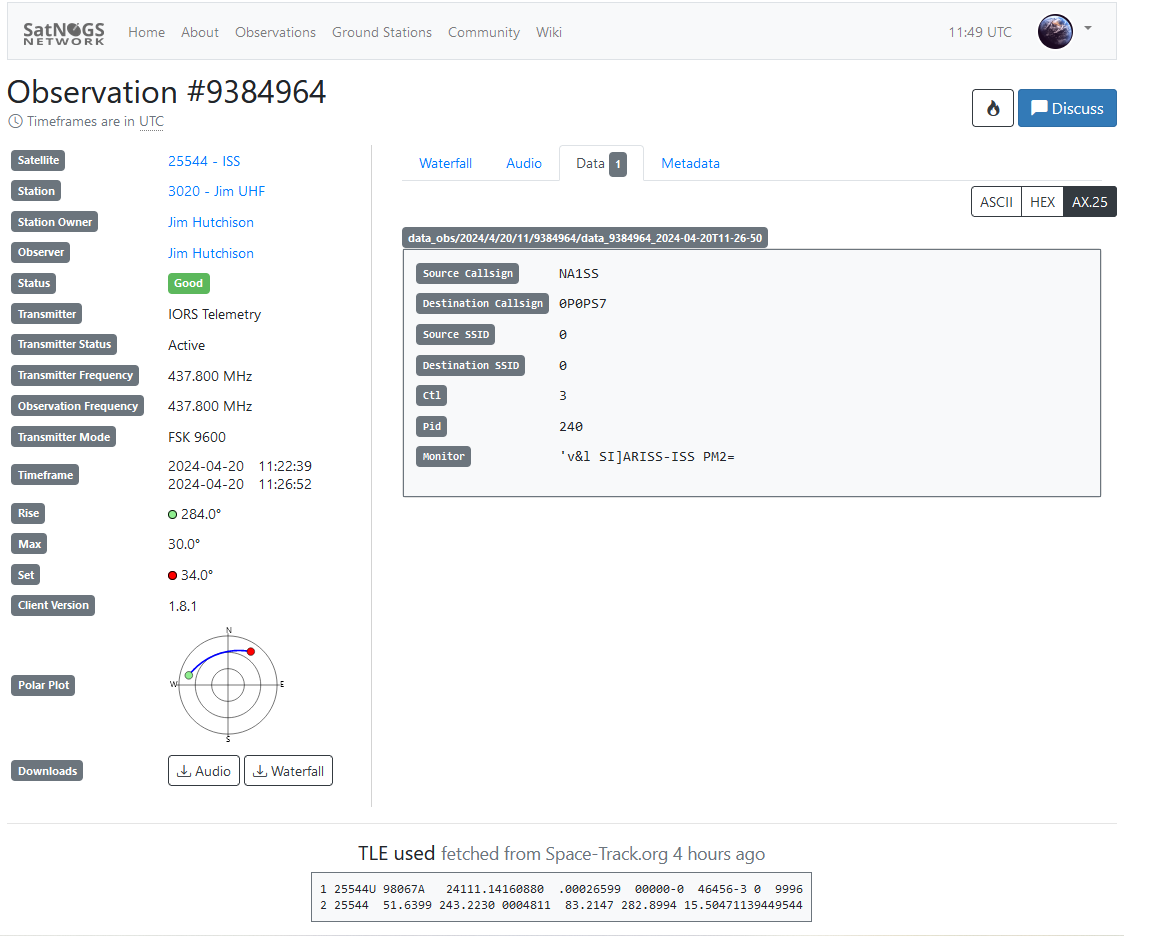 SatNOGS
NETWORK
Home About Observations Ground Stations Community Wiki 11:49 UTC
Observation #9384964
Timeframes are in UTC
Discuss
Satellite 25544 - ISS
Station 3020 - Jim UHF
Station Owner Jim Hutchison
Observer Jim Hutchison
Status Good
Transmitter IORS Telemetry
Transmitter Status Active
Transmitter Frequency 437.800 MHz
Observation Frequency 437.800 MHz
Transmitter Mode FSK 9600
Timeframe 2024-04-20 11:22:39
2024-04-20 11:26:52
Rise 284.0°
Max 30.0°
Set 34.0°
Client Version 1.8.1
Polar Plot
N
W E
S
Downloads Audio Waterfall
Waterfall Audio Data 1 Metadata
ASCII HEX AX.25
data_obs/2024/4/20/11/9384964/data_9384964_2024-04-20T11-26-50
Source Callsign NA1SS
Destination Callsign 0P0PS7
Source SSID 0
Destination SSID 0
Ctl 3
Pid 240
Monitor 'v&l SI]ARISS-ISS PM2=
TLE used fetched from Space-Track.org 4 hours ago
1 25544U 98067A   24111.14160880  .00026599  00000-0  46456-3 0  9996
2 25544  51.6399 243.2230 0004811  83.2147 282.8994 15.50471139449544